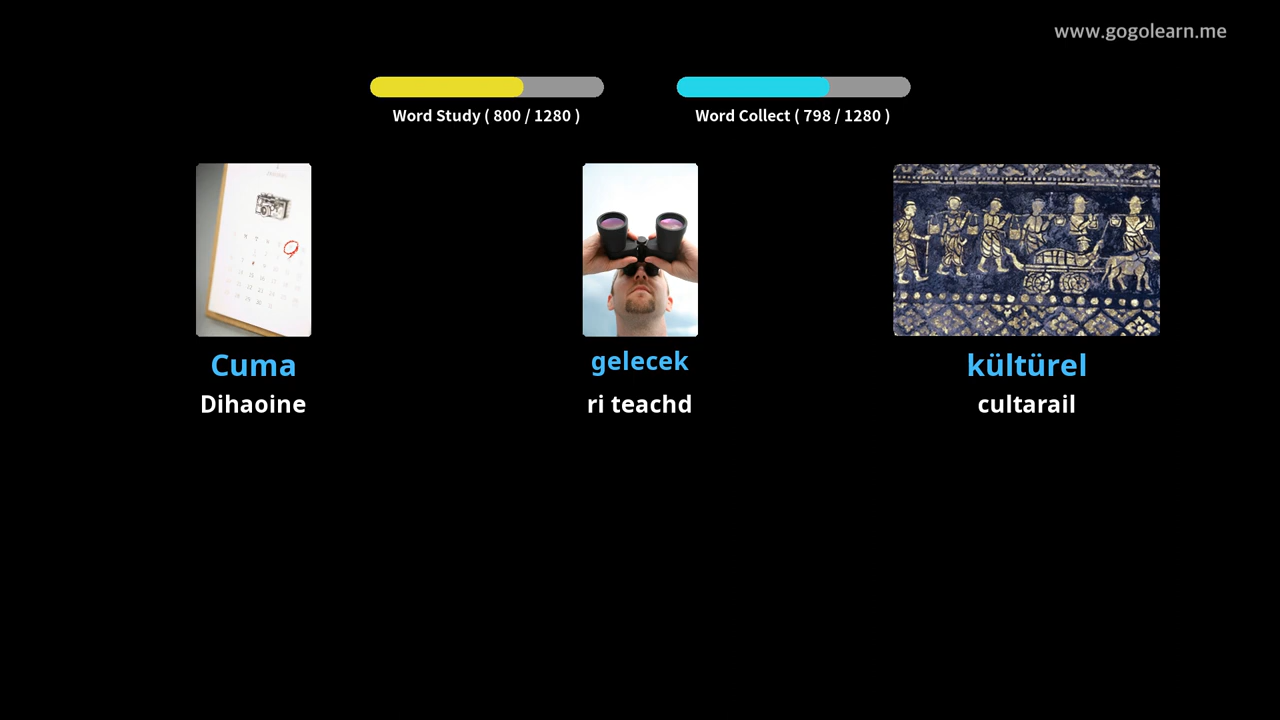 www.gogolearn.me
Word Study ( 800 / 1280 )
Word Collect ( 798 / 1280 )
Cuma
gelecek
kültürel
Dihaoine
ri teachd
cultarail